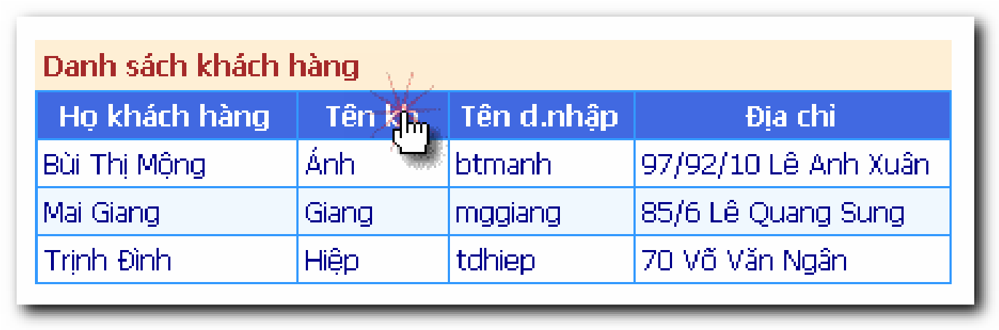 Danh sách khách hàng
Họ khách hàng Tên kh Tên d.nhập Địa chỉ
Bùi Thị Mộng Ánh btmanh 97/92/10 Lê Anh Xuân
Mai Giang Giang mggiang 85/6 Lê Quang Sung
Trịnh Đình Hiệp tdhiep 70 Võ Văn Ngân